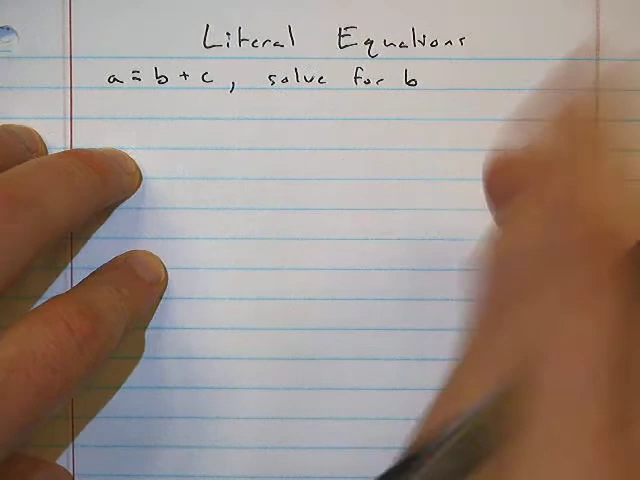 Literal Equations
a = b + c , solve for b